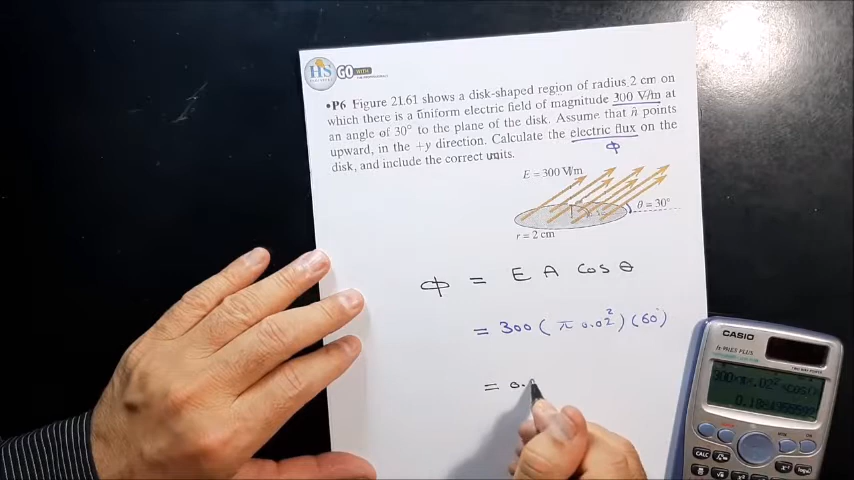 HS
GO WITH
•P6 Figure 21.61 shows a disk-shaped region of radius 2 cm on
which there is a uniform electric field of magnitude 300 V/m at
an angle of 30° to the plane of the disk. Assume that n̂ points
upward, in the +y direction. Calculate the electric flux on the
disk, and include the correct units.
ϕ
E = 300 V/m
θ = 30°
r = 2 cm
ϕ = E A Cos θ
= 300 ( π 0.02² ) ( 60° )
= 0.
CASIO